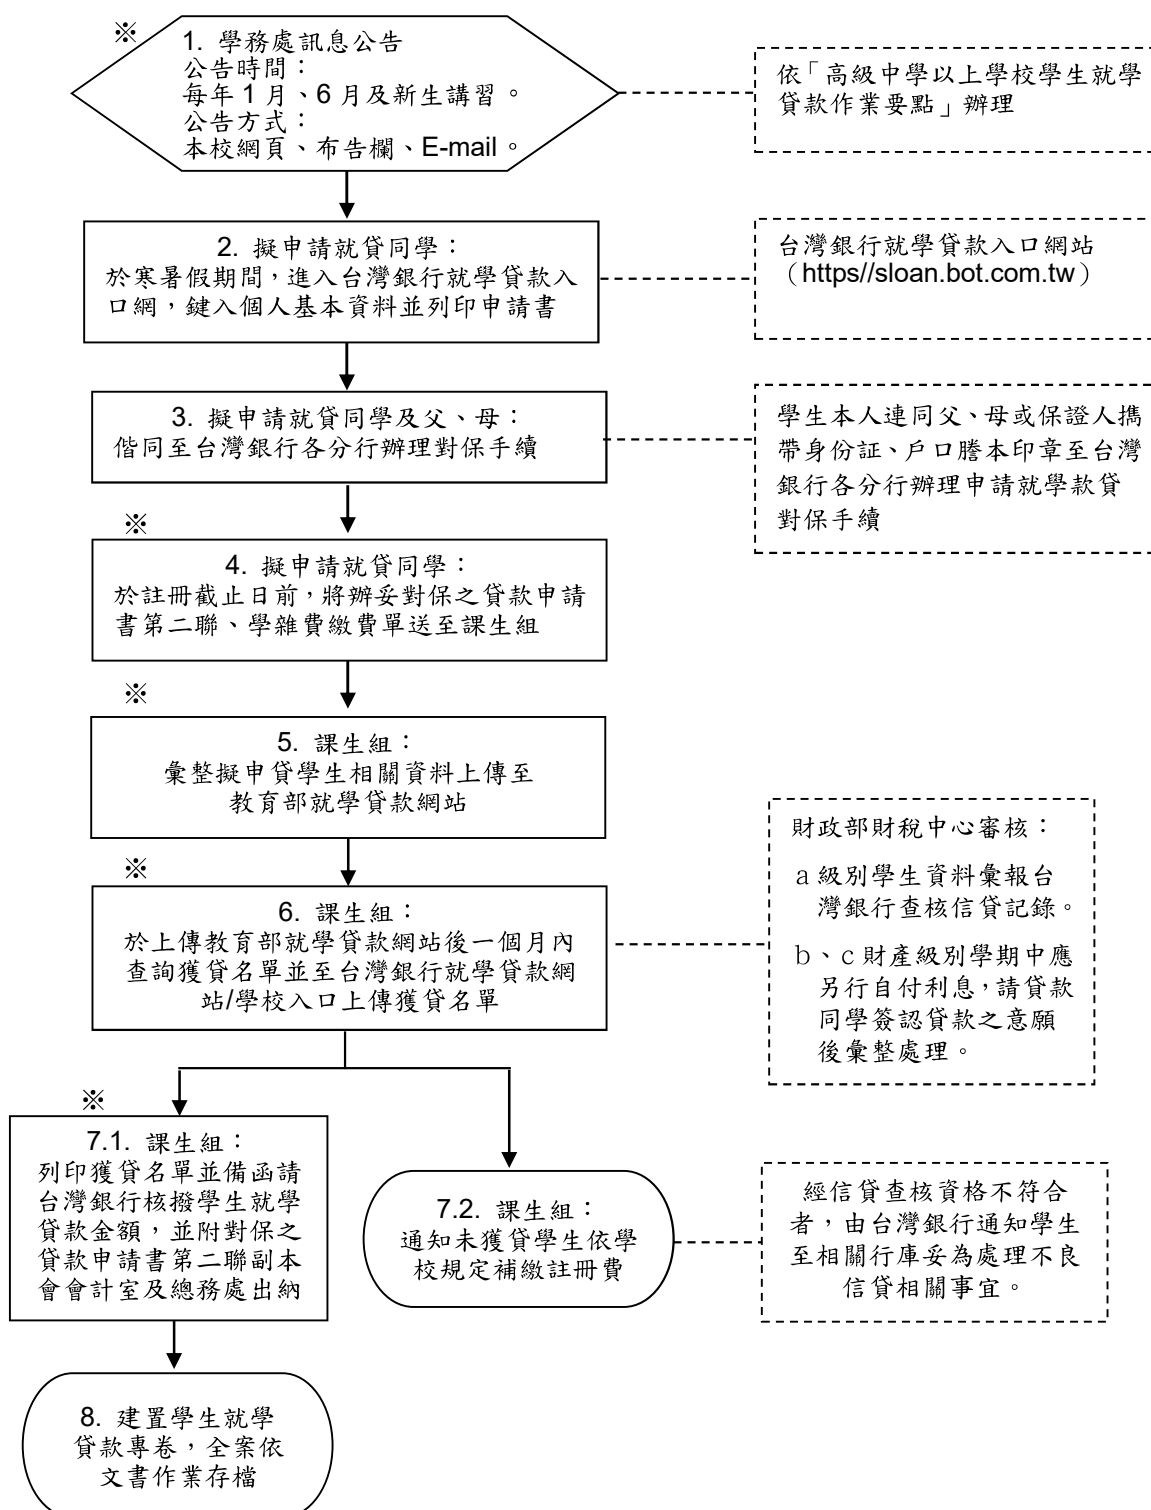 ※
1. 學務處訊息公告
公告時間：
每年 1 月、6 月及新生講習。
公告方式：
本校網頁、布告欄、E-mail。
依「高級中學以上學校學生就學
貸款作業要點」辦理
2. 擬申請就貸同學：
於寒暑假期間，進入台灣銀行就學貸款入
口網，鍵入個人基本資料並列印申請書
台灣銀行就學貸款入口網站
（https//sloan.bot.com.tw）
3. 擬申請就貸同學及父、母：
偕同至台灣銀行各分行辦理對保手續
學生本人連同父、母或保證人攜
帶身份証、戶口謄本印章至台灣
銀行各分行辦理申請就學款貸
對保手續
※
4. 擬申請就貸同學：
於註冊截止日前，將辦妥對保之貸款申請
書第二聯、學雜費繳費單送至課生組
※
5. 課生組：
彙整擬申貸學生相關資料上傳至
教育部就學貸款網站
※
6. 課生組：
於上傳教育部就學貸款網站後一個月內
查詢獲貸名單並至台灣銀行就學貸款網
站/學校入口上傳獲貸名單
財政部財稅中心審核：
a 級別學生資料彙報台
灣銀行查核信貸記錄。
b、c 財產級別學期中應
另行自付利息，請貸款
同學簽認貸款之意願
後彙整處理。
※
7.1. 課生組：
列印獲貸名單並備函請
台灣銀行核撥學生就學
貸款金額，並附對保之
貸款申請書第二聯副本
會會計室及總務處出納
7.2. 課生組：
通知未獲貸學生依學
校規定補繳註冊費
經信貸查核資格不符合
者，由台灣銀行通知學生
至相關行庫妥為處理不良
信貸相關事宜。
8. 建置學生就學
貸款專卷，全案依
文書作業存檔